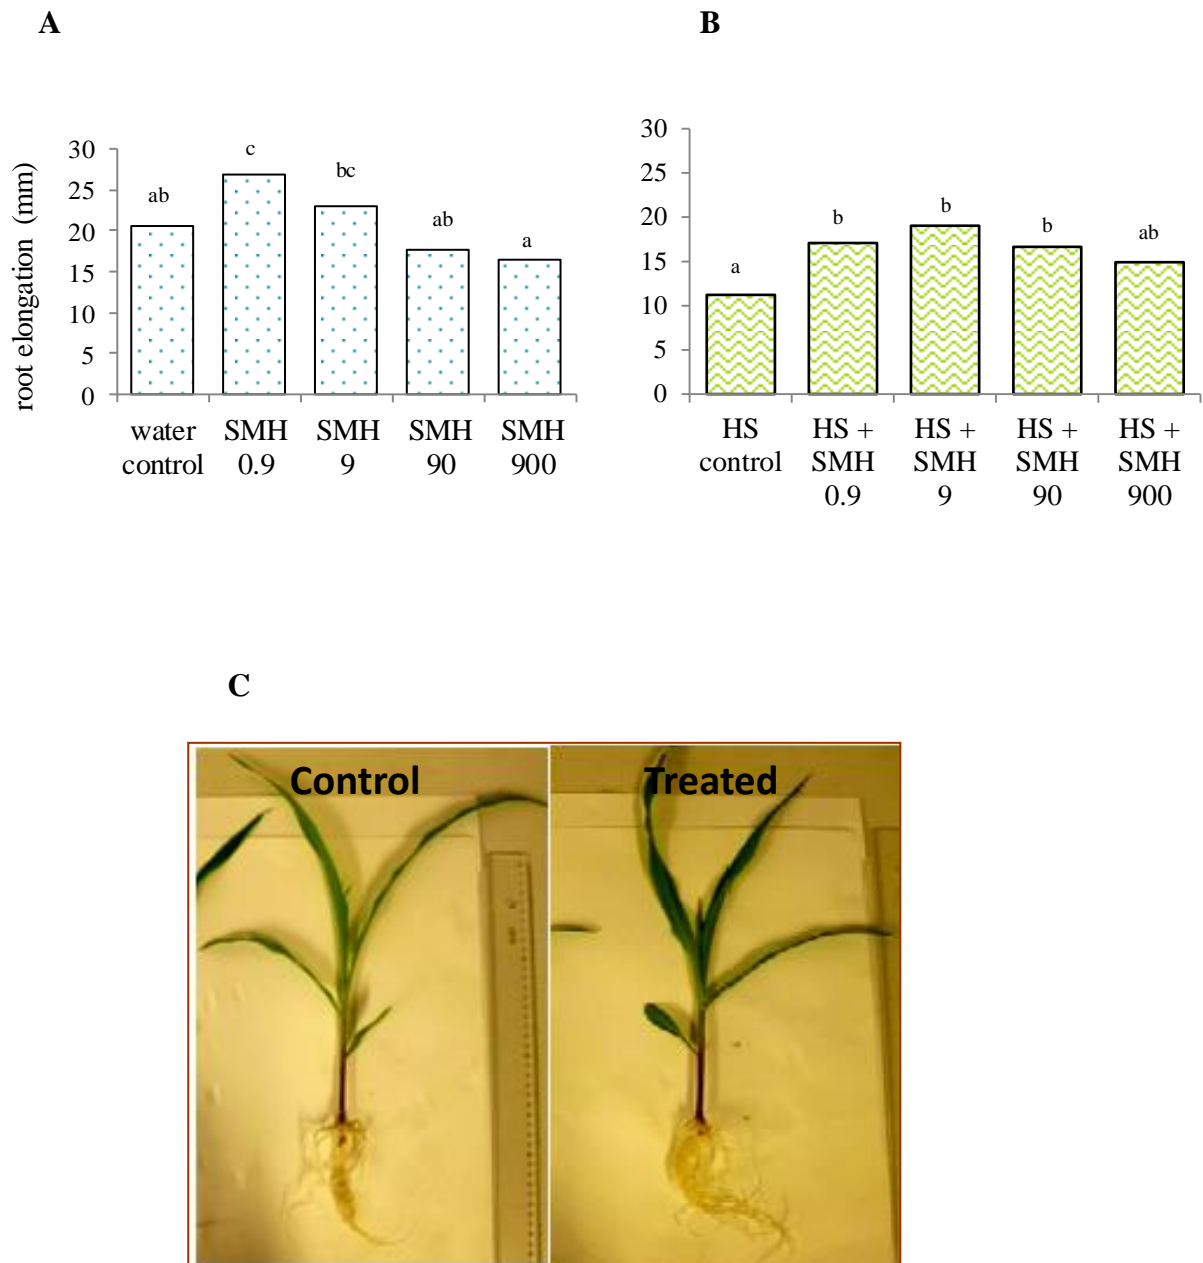 A
B
root elongation (mm)
30
25
20
15
10
5
0
ab
c
bc
ab
a
water control
SMH 0.9
SMH 9
SMH 90
SMH 900
30
25
20
15
10
5
0
a
b
b
b
ab
HS control
HS + SMH 0.9
HS + SMH 9
HS + SMH 90
HS + SMH 900
C
Control
Treated